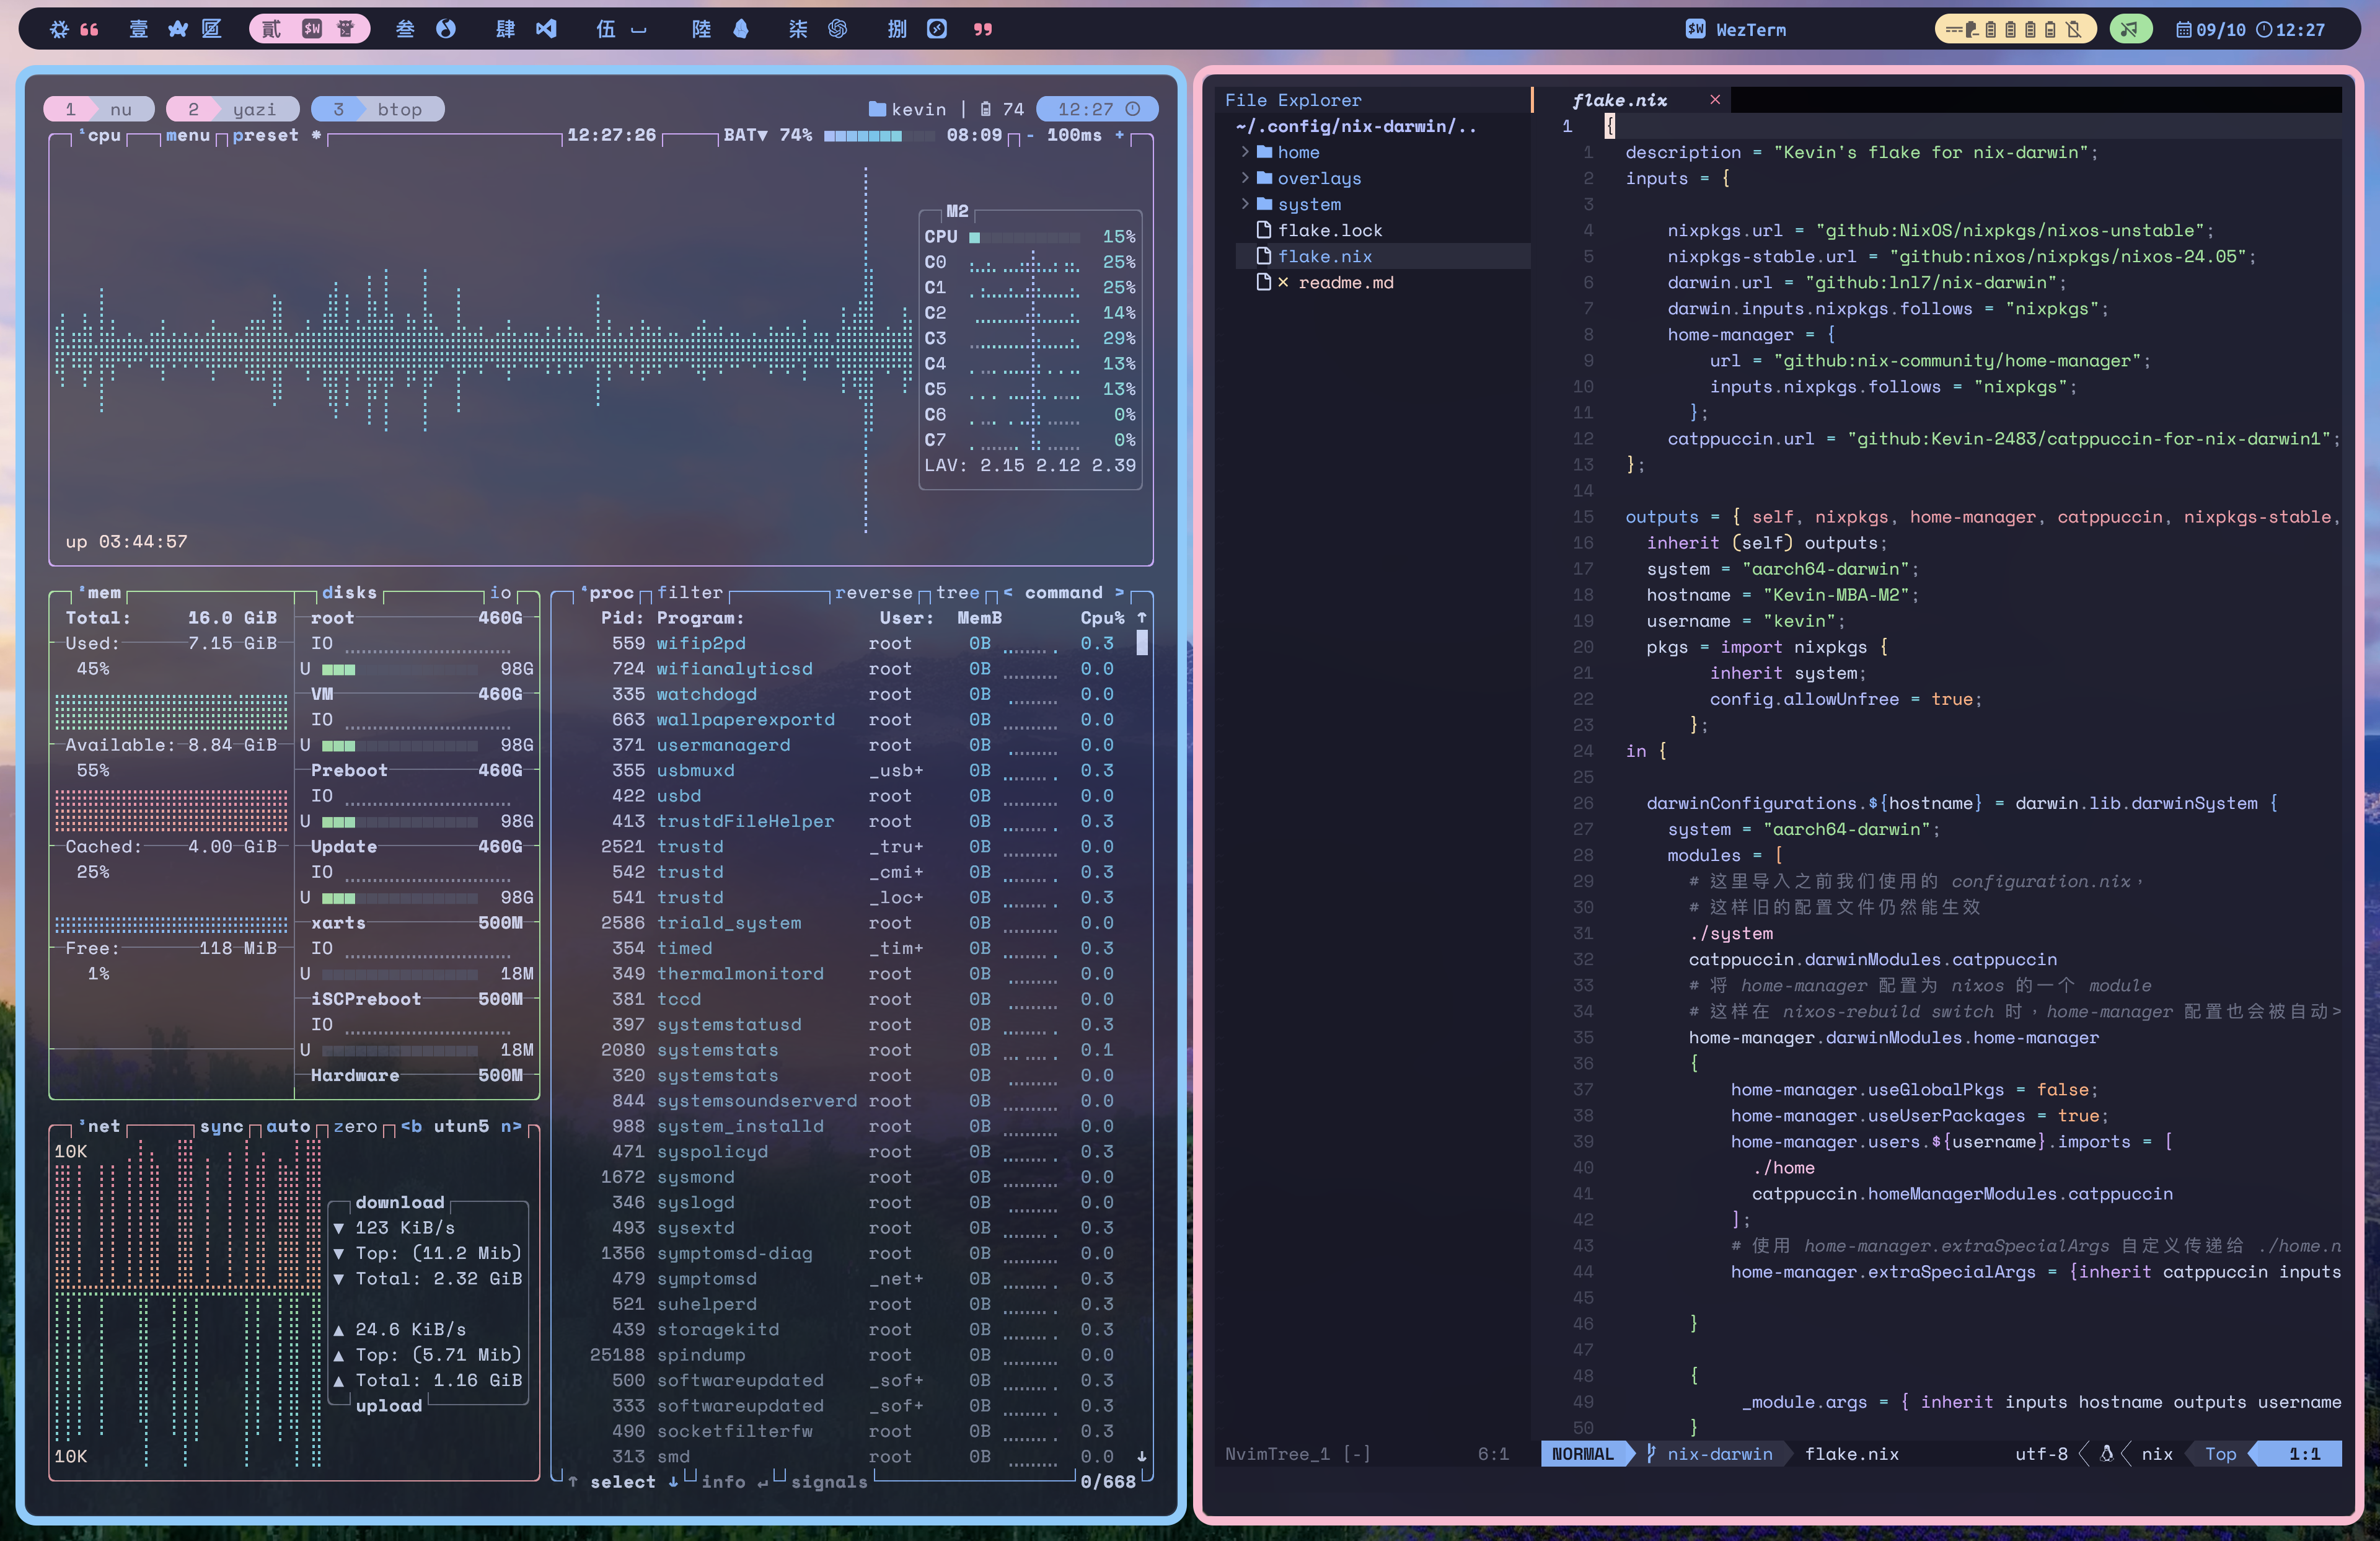 壹 貳 叁 肆 伍 陸 柒 捌 WezTerm 09/10 12:27
1 nu 2 yazi 3 btop kevin | 74 12:27
¹cpu menu preset * 12:27:26 BAT▼ 74% 08:09 - 100ms +
M2
CPU 15%
C0 25%
C1 25%
C2 14%
C3 29%
C4 13%
C5 13%
C6 0%
C7 0%
LAV: 2.15 2.12 2.39
up 03:44:57
²mem disks io
Total: 16.0 GiB
Used: 7.15 GiB
45%
Available: 8.84 GiB
55%
Cached: 4.00 GiB
25%
Free: 118 MiB
1%
root 460G
IO
U 98G
VM 460G
IO
U 98G
Preboot 460G
IO
U 98G
Update 460G
IO
U 98G
xarts 500M
IO
U 18M
iSCPreboot 500M
IO
U 18M
Hardware 500M
³net sync auto zero <b utun5 n>
10K
download
▼ 123 KiB/s
▼ Top: (11.2 Mib)
▼ Total: 2.32 GiB
▲ 24.6 KiB/s
▲ Top: (5.71 Mib)
▲ Total: 1.16 GiB
upload
10K
⁴proc filter reverse tree < command >
Pid: Program: User: MemB Cpu% ↑
559 wifip2pd root 0B 0.3
724 wifianalyticsd root 0B 0.0
335 watchdogd root 0B 0.0
663 wallpaperexportd root 0B 0.0
371 usermanagerd root 0B 0.0
355 usbmuxd _usb+ 0B 0.3
422 usbd root 0B 0.0
413 trustdFileHelper root 0B 0.3
2521 trustd _tru+ 0B 0.0
542 trustd _cmi+ 0B 0.3
541 trustd _loc+ 0B 0.3
2586 triald_system root 0B 0.0
354 timed _tim+ 0B 0.3
349 thermalmonitord root 0B 0.0
381 tccd root 0B 0.0
397 systemstatusd root 0B 0.3
2080 systemstats root 0B 0.1
320 systemstats root 0B 0.0
844 systemsoundserverd root 0B 0.0
988 system_installd root 0B 0.0
471 syspolicyd root 0B 0.3
1672 sysmond root 0B 0.0
346 syslogd root 0B 0.0
493 sysextd root 0B 0.3
1356 symptomsd-diag root 0B 0.0
479 symptomsd _net+ 0B 0.3
521 suhelperd root 0B 0.3
439 storagekitd root 0B 0.0
25188 spindump root 0B 0.0
500 softwareupdated _sof+ 0B 0.3
333 softwareupdated _sof+ 0B 0.3
490 socketfilterfw root 0B 0.3
313 smd root 0B 0.0 ↓
↑ select ↓ info ↵ signals 0/668
File Explorer
~/.config/nix-darwin/..
home
overlays
system
flake.lock
flake.nix
readme.md
NvimTree_1 [-] 6:1
flake.nix ×
1 {
1 description = "Kevin's flake for nix-darwin";
2 inputs = {
3
4 nixpkgs.url = "github:NixOS/nixpkgs/nixos-unstable";
5 nixpkgs-stable.url = "github:nixos/nixpkgs/nixos-24.05";
6 darwin.url = "github:lnl7/nix-darwin";
7 darwin.inputs.nixpkgs.follows = "nixpkgs";
8 home-manager = {
9 url = "github:nix-community/home-manager";
10 inputs.nixpkgs.follows = "nixpkgs";
11 };
12 catppuccin.url = "github:Kevin-2483/catppuccin-for-nix-darwin1";
13 };
14
15 outputs = { self, nixpkgs, home-manager, catppuccin, nixpkgs-stable,
16 inherit (self) outputs;
17 system = "aarch64-darwin";
18 hostname = "Kevin-MBA-M2";
19 username = "kevin";
20 pkgs = import nixpkgs {
21 inherit system;
22 config.allowUnfree = true;
23 };
24 in {
25
26 darwinConfigurations.${hostname} = darwin.lib.darwinSystem {
27 system = "aarch64-darwin";
28 modules = [
29 # 这里导入之前我们使用的 configuration.nix，
30 # 这样旧的配置文件仍然能生效
31 ./system
32 catppuccin.darwinModules.catppuccin
33 # 将 home-manager 配置为 nixos 的一个 module
34 # 这样在 nixos-rebuild switch 时，home-manager 配置也会被自动>
35 home-manager.darwinModules.home-manager
36 {
37 home-manager.useGlobalPkgs = false;
38 home-manager.useUserPackages = true;
39 home-manager.users.${username}.imports = [
40 ./home
41 catppuccin.homeManagerModules.catppuccin
42 ];
43 # 使用 home-manager.extraSpecialArgs 自定义传递给 ./home.n
44 home-manager.extraSpecialArgs = {inherit catppuccin inputs
45
46 }
47
48 {
49 _module.args = { inherit inputs hostname outputs username
50 }
NORMAL nix-darwin flake.nix utf-8 nix Top 1:1